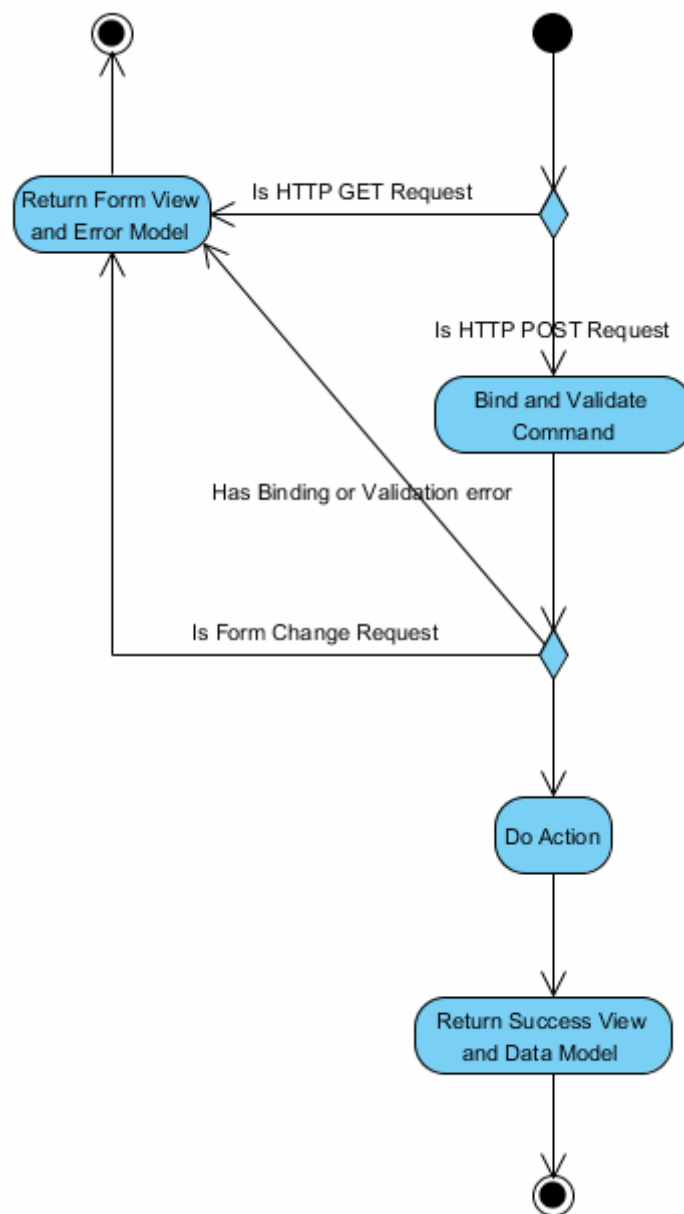 Is HTTP GET Request
Return Form View
and Error Model
Is HTTP POST Request
Bind and Validate
Command
Has Binding or Validation error
Is Form Change Request
Do Action
Return Success View
and Data Model